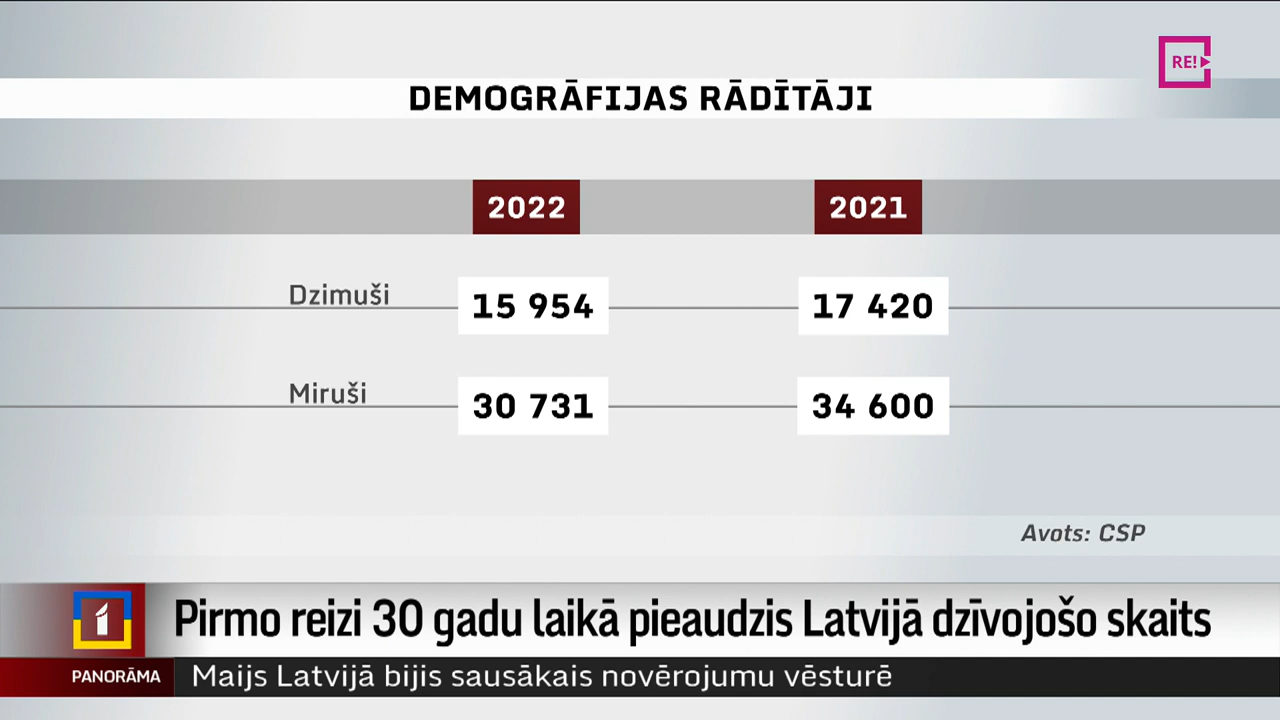 RE!
DEMOGRĀFIJAS RĀDĪTĀJI
2022 2021
Dzimuši 15 954 17 420
Miruši 30 731 34 600
Avots: CSP
1 Pirmo reizi 30 gadu laikā pieaudzis Latvijā dzīvojošo skaits
PANORĀMA Maijs Latvijā bijis sausākais novērojumu vēsturē